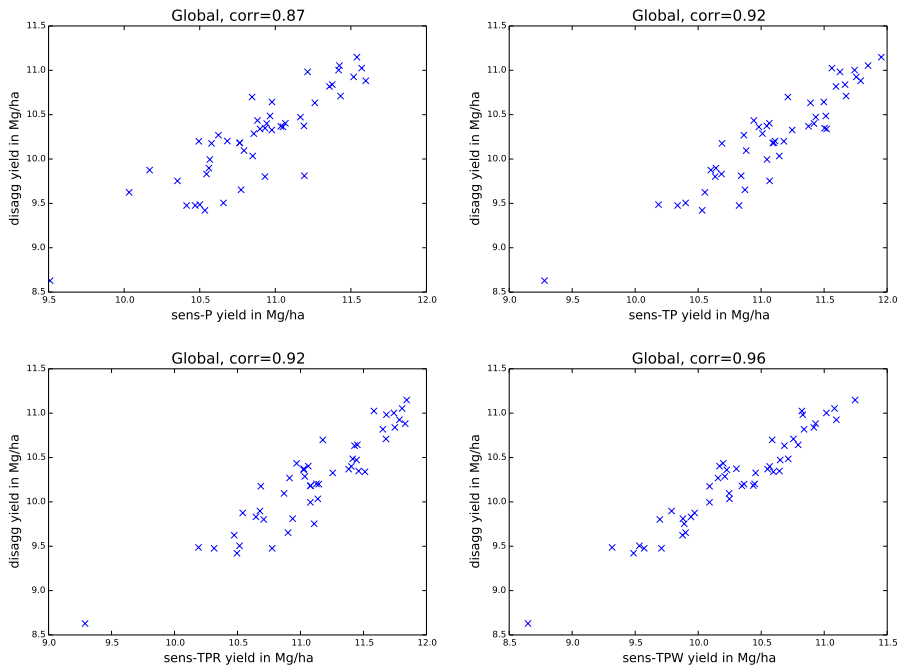 Global, corr=0.87
11.5
11.0
10.5
10.0
9.5
9.0
8.5
disagg yield in Mg/ha
9.5 10.0 10.5 11.0 11.5 12.0
sens-P yield in Mg/ha
Global, corr=0.92
11.5
11.0
10.5
10.0
9.5
9.0
8.5
disagg yield in Mg/ha
9.0 9.5 10.0 10.5 11.0 11.5 12.0
sens-TP yield in Mg/ha
Global, corr=0.92
11.5
11.0
10.5
10.0
9.5
9.0
8.5
disagg yield in Mg/ha
9.0 9.5 10.0 10.5 11.0 11.5 12.0
sens-TPR yield in Mg/ha
Global, corr=0.96
11.5
11.0
10.5
10.0
9.5
9.0
8.5
disagg yield in Mg/ha
8.5 9.0 9.5 10.0 10.5 11.0 11.5
sens-TPW yield in Mg/ha